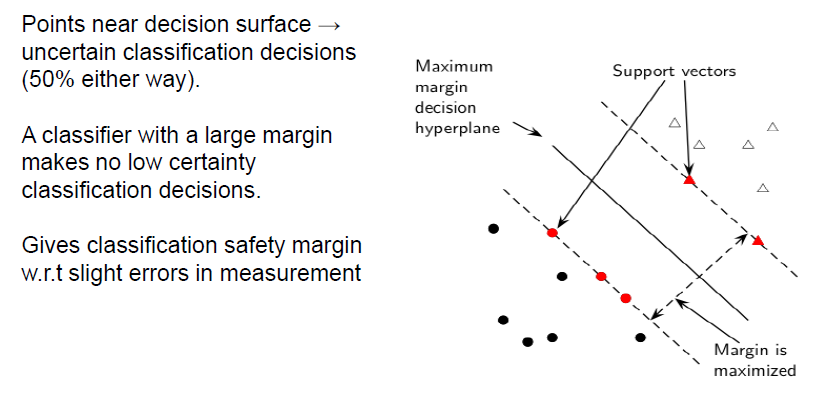 Points near decision surface →
uncertain classification decisions
(50% either way).
A classifier with a large margin
makes no low certainty
classification decisions.
Gives classification safety margin
w.r.t slight errors in measurement
Maximum
margin
decision
hyperplane
Support vectors
Margin is
maximized